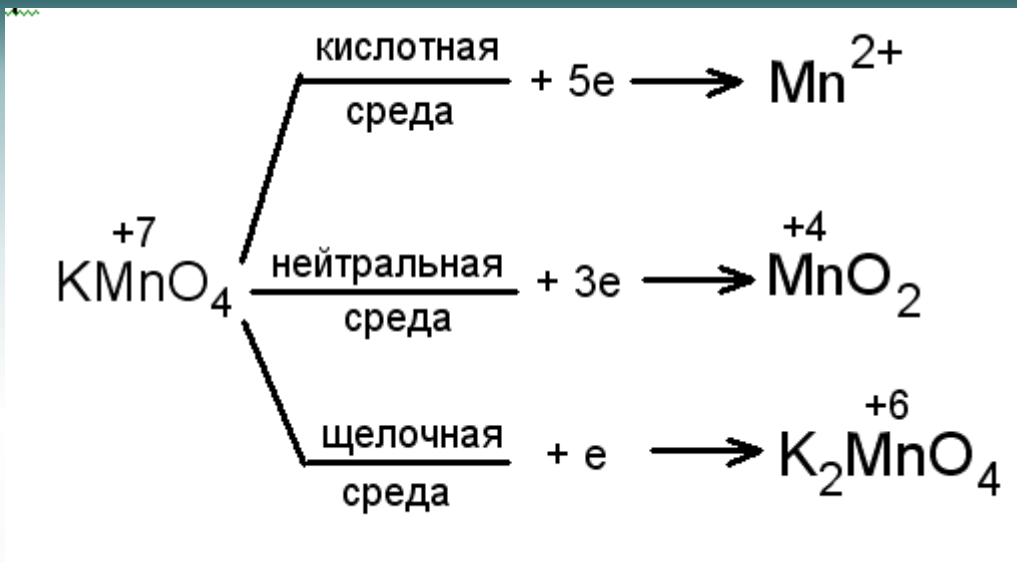 кислотная
среда
+ 5e → Mn²⁺
+7
KMnO₄
нейтральная
среда
+ 3e → MnO₂
+4
щелочная
среда
+ e → K₂MnO₄
+6